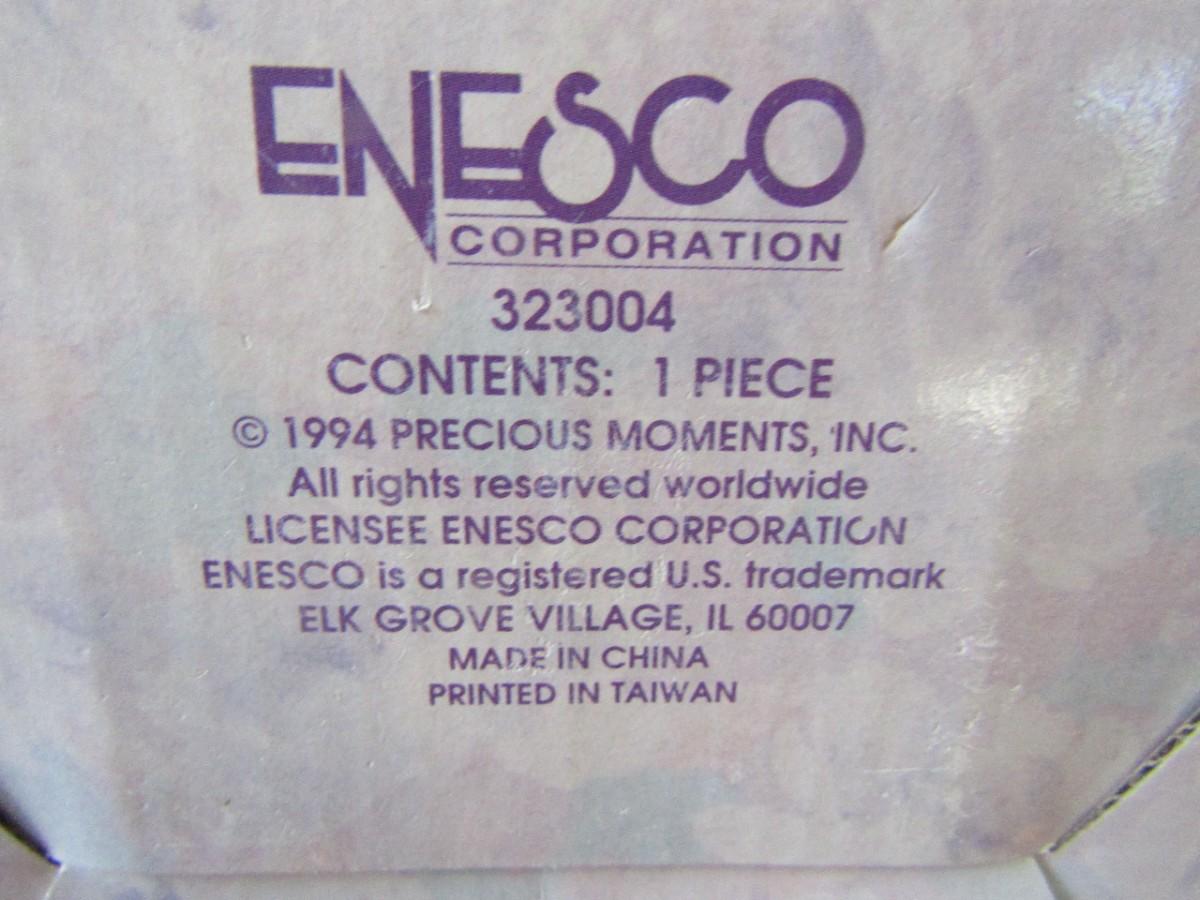 ENESCO
CORPORATION
323004
CONTENTS: 1 PIECE
© 1994 PRECIOUS MOMENTS, INC.
All rights reserved worldwide
LICENSEE ENESCO CORPORATION
ENESCO is a registered U.S. trademark
ELK GROVE VILLAGE, IL 60007
MADE IN CHINA
PRINTED IN TAIWAN